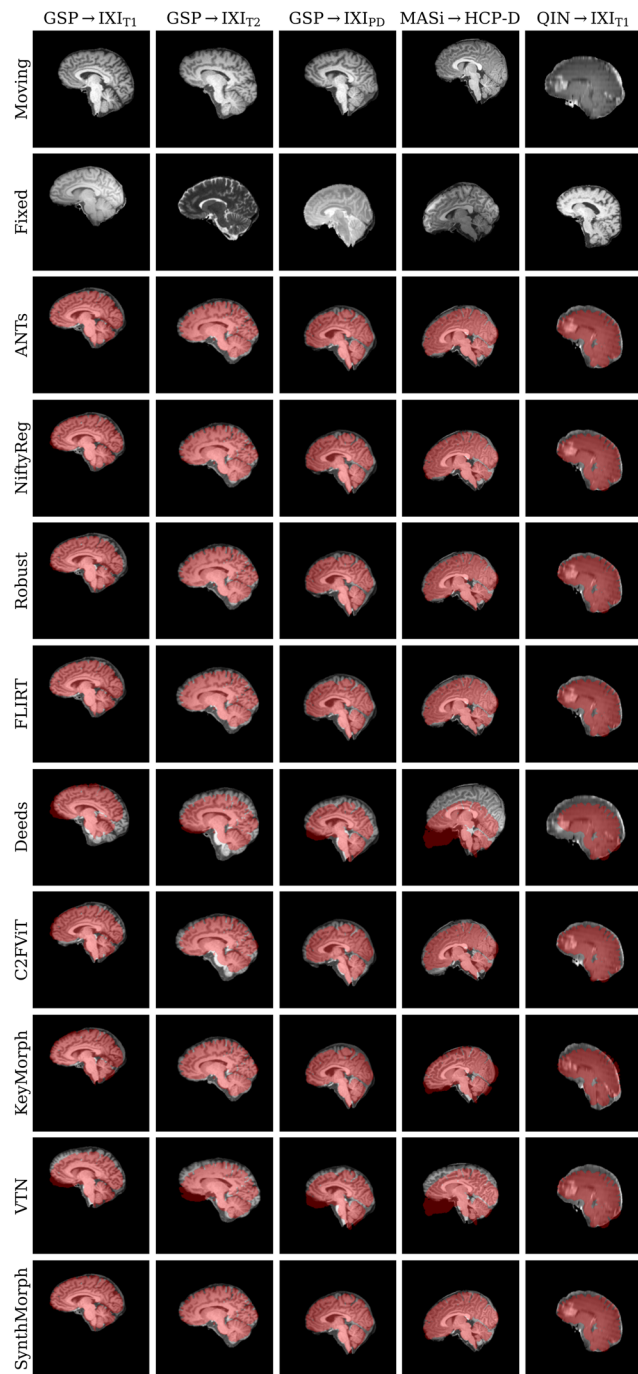 GSP → IXI_T1 GSP → IXI_T2 GSP → IXI_PD MASi → HCP-D QIN → IXI_T1
Moving
Fixed
ANTs
NiftyReg
Robust
FLIRT
Deeds
C2FViT
KeyMorph
VTN
SynthMorph